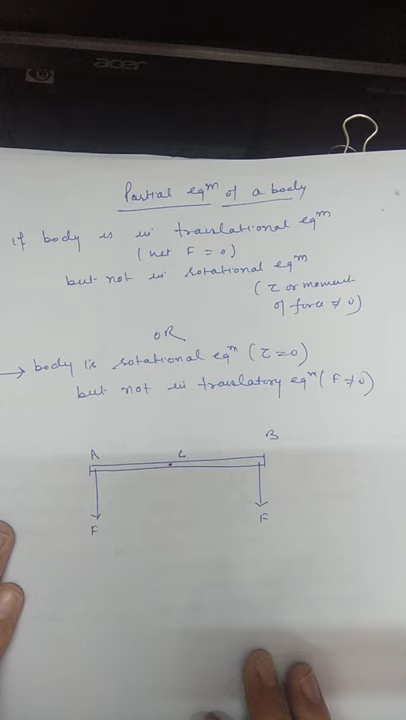 acer
Partial eqm of a body
if body is in translational eqm
( net F = 0 )
but not in rotational eqm
( τ or moment
of force ≠ 0 )
OR
→ body is rotational eqm ( τ = 0 )
but not in translatory eqm ( F ≠ 0 )
B
A C
F F